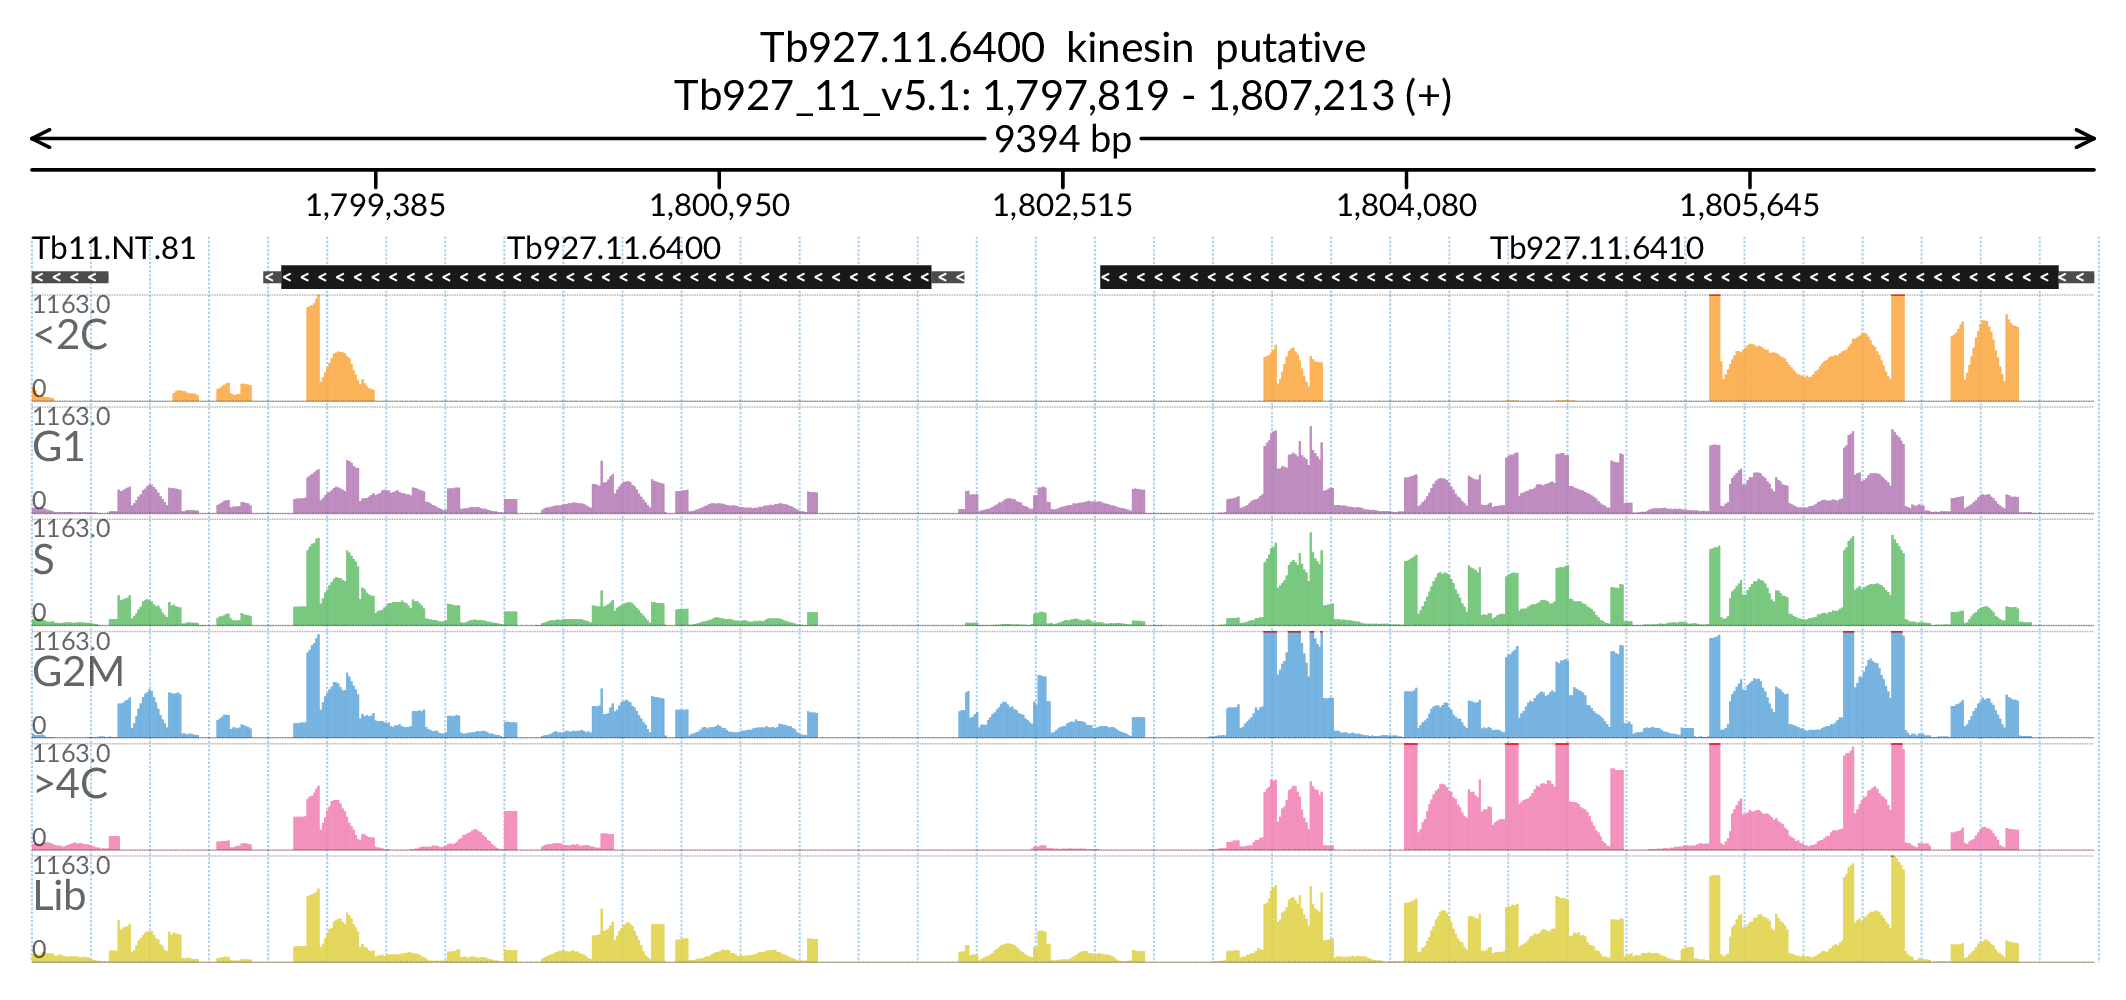 Tb927.11.6400 kinesin putative
Tb927_11_v5.1: 1,797,819 - 1,807,213 (+)
9394 bp
1,799,385 1,800,950 1,802,515 1,804,080 1,805,645
Tb11.NT.81 Tb927.11.6400 Tb927.11.6410
1163.0
<2C
0
1163.0
G1
0
1163.0
S
0
1163.0
G2M
0
1163.0
>4C
0
1163.0
Lib
0